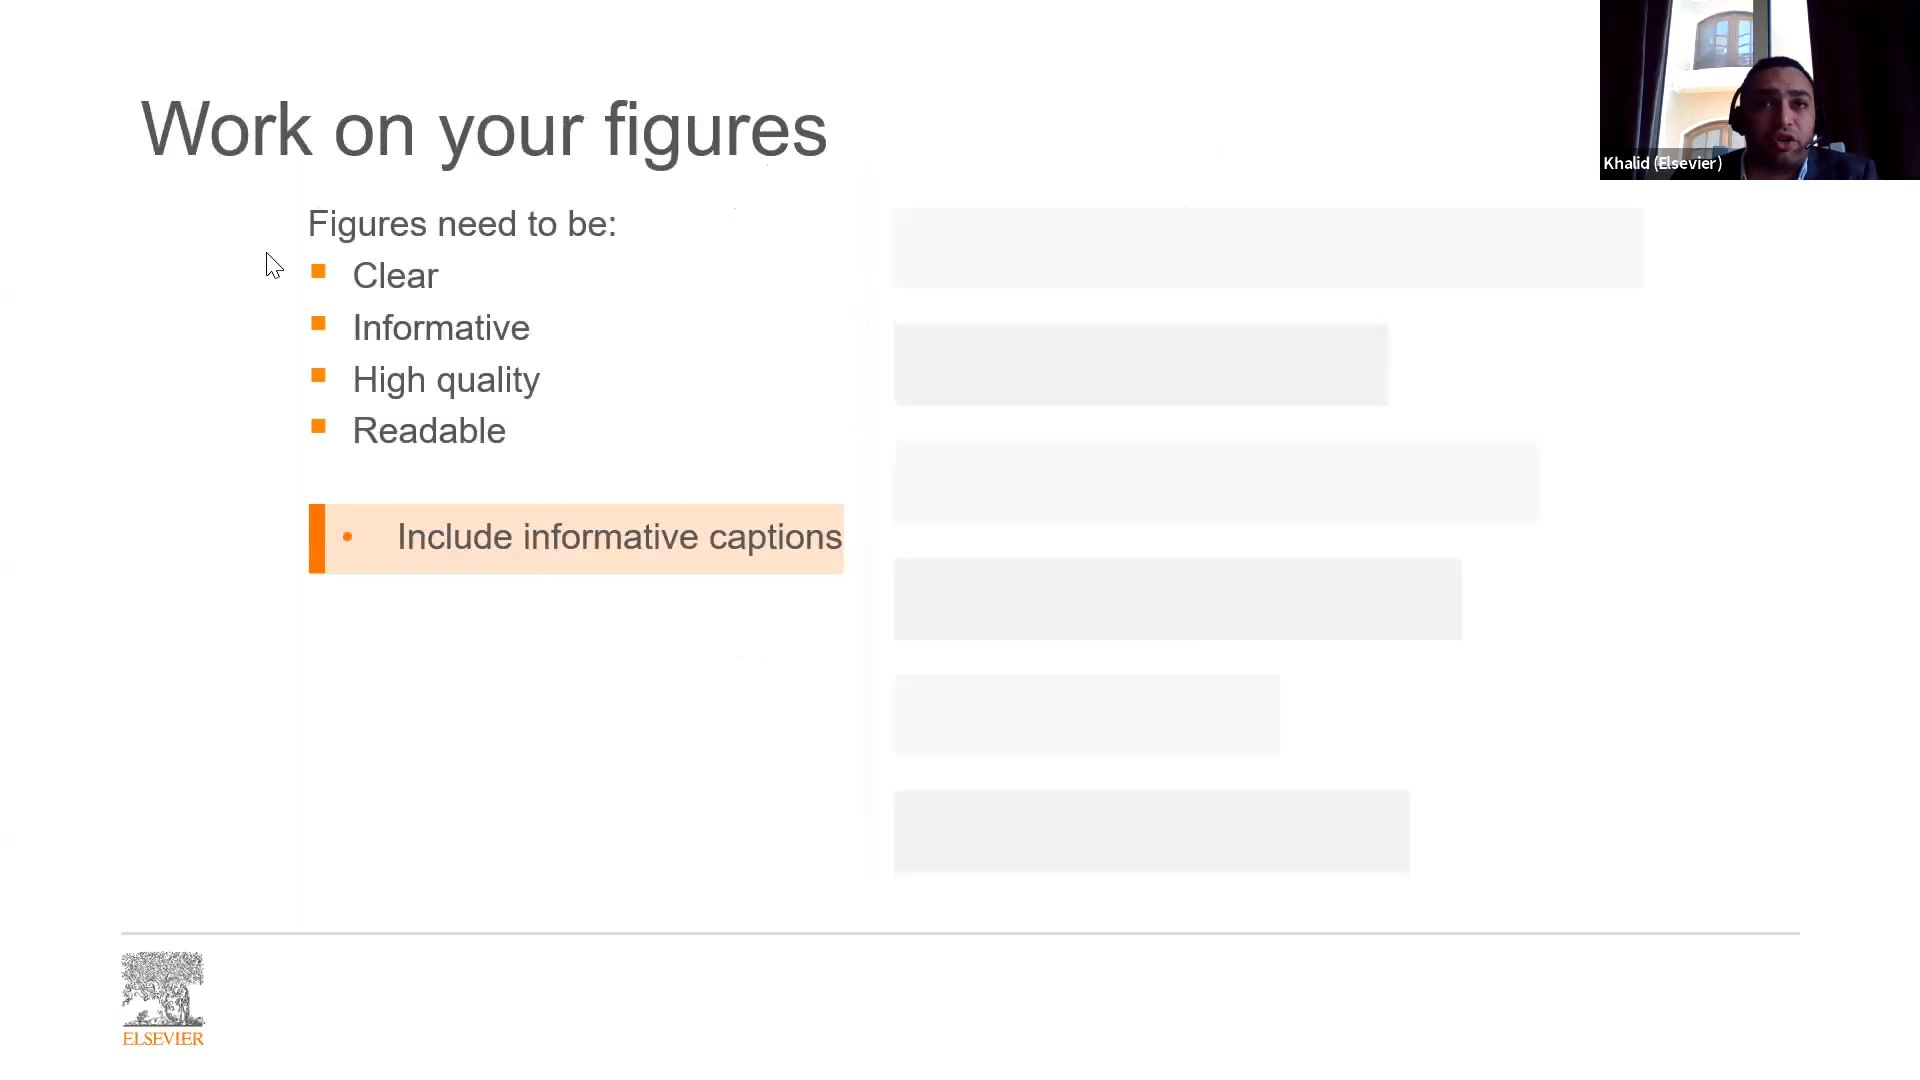 Work on your figures
Khalid (Elsevier)
Figures need to be:
Clear
Informative
High quality
Readable
Include informative captions
ELSEVIER